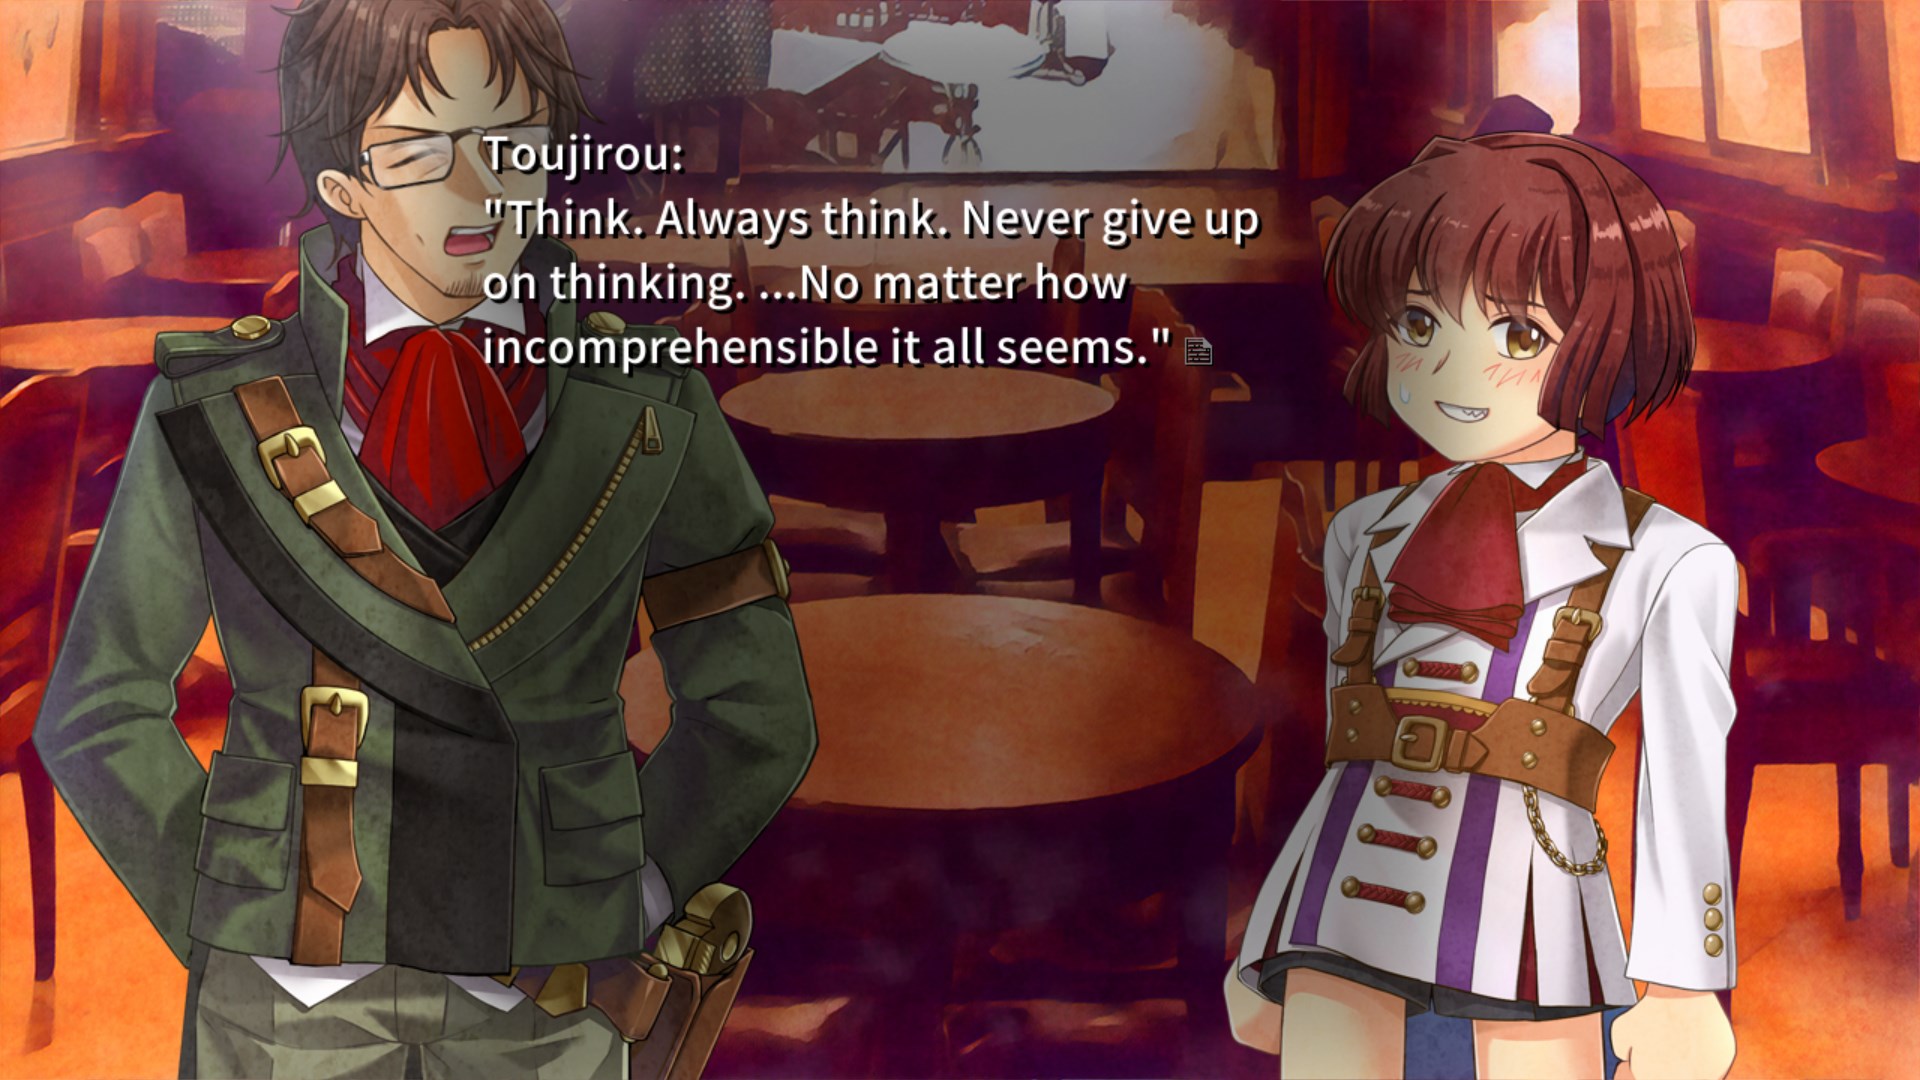 Toujirou:
"Think. Always think. Never give up
on thinking. ...No matter how
incomprehensible it all seems."